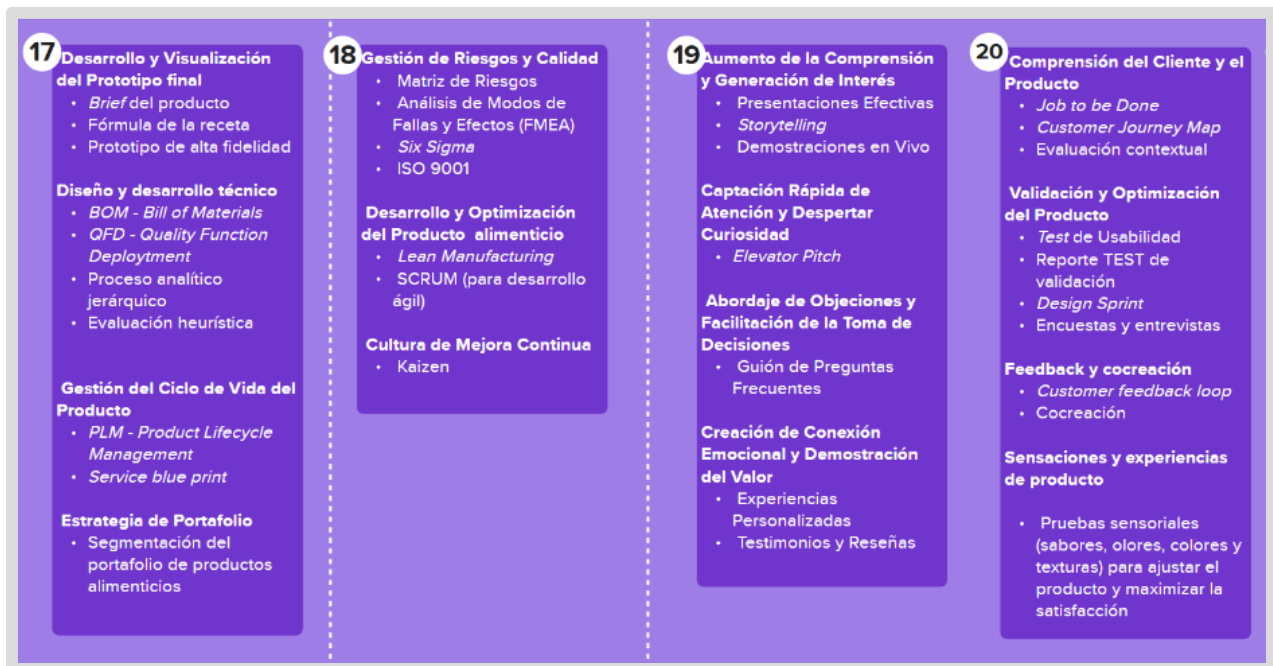 17
Desarrollo y Visualización
del Prototipo final
• Brief del producto
• Fórmula de la receta
• Prototipo de alta fidelidad
Diseño y desarrollo técnico
• BOM - Bill of Materials
• QFD - Quality Function
Deploytment
• Proceso analítico
jerárquico
• Evaluación heurística
Gestión del Ciclo de Vida del
Producto
• PLM - Product Lifecycle
Management
• Service blue print
Estrategia de Portafolio
• Segmentación del
portafolio de productos
alimenticios
18
Gestión de Riesgos y Calidad
• Matriz de Riesgos
• Análisis de Modos de
Fallas y Efectos (FMEA)
• Six Sigma
• ISO 9001
Desarrollo y Optimización
del Producto alimenticio
• Lean Manufacturing
• SCRUM (para desarrollo
ágil)
Cultura de Mejora Continua
• Kaizen
19
Aumento de la Comprensión
y Generación de Interés
• Presentaciones Efectivas
• Storytelling
• Demostraciones en Vivo
Captación Rápida de
Atención y Despertar
Curiosidad
• Elevator Pitch
Abordaje de Objeciones y
Facilitación de la Toma de
Decisiones
• Guión de Preguntas
Frecuentes
Creación de Conexión
Emocional y Demostración
del Valor
• Experiencias
Personalizadas
• Testimonios y Reseñas
20
Comprensión del Cliente y el
Producto
• Job to be Done
• Customer Journey Map
• Evaluación contextual
Validación y Optimización
del Producto
• Test de Usabilidad
• Reporte TEST de
validación
• Design Sprint
• Encuestas y entrevistas
Feedback y cocreación
• Customer feedback loop
• Cocreación
Sensaciones y experiencias
de producto
• Pruebas sensoriales
(sabores, olores, colores y
texturas) para ajustar el
producto y maximizar la
satisfacción